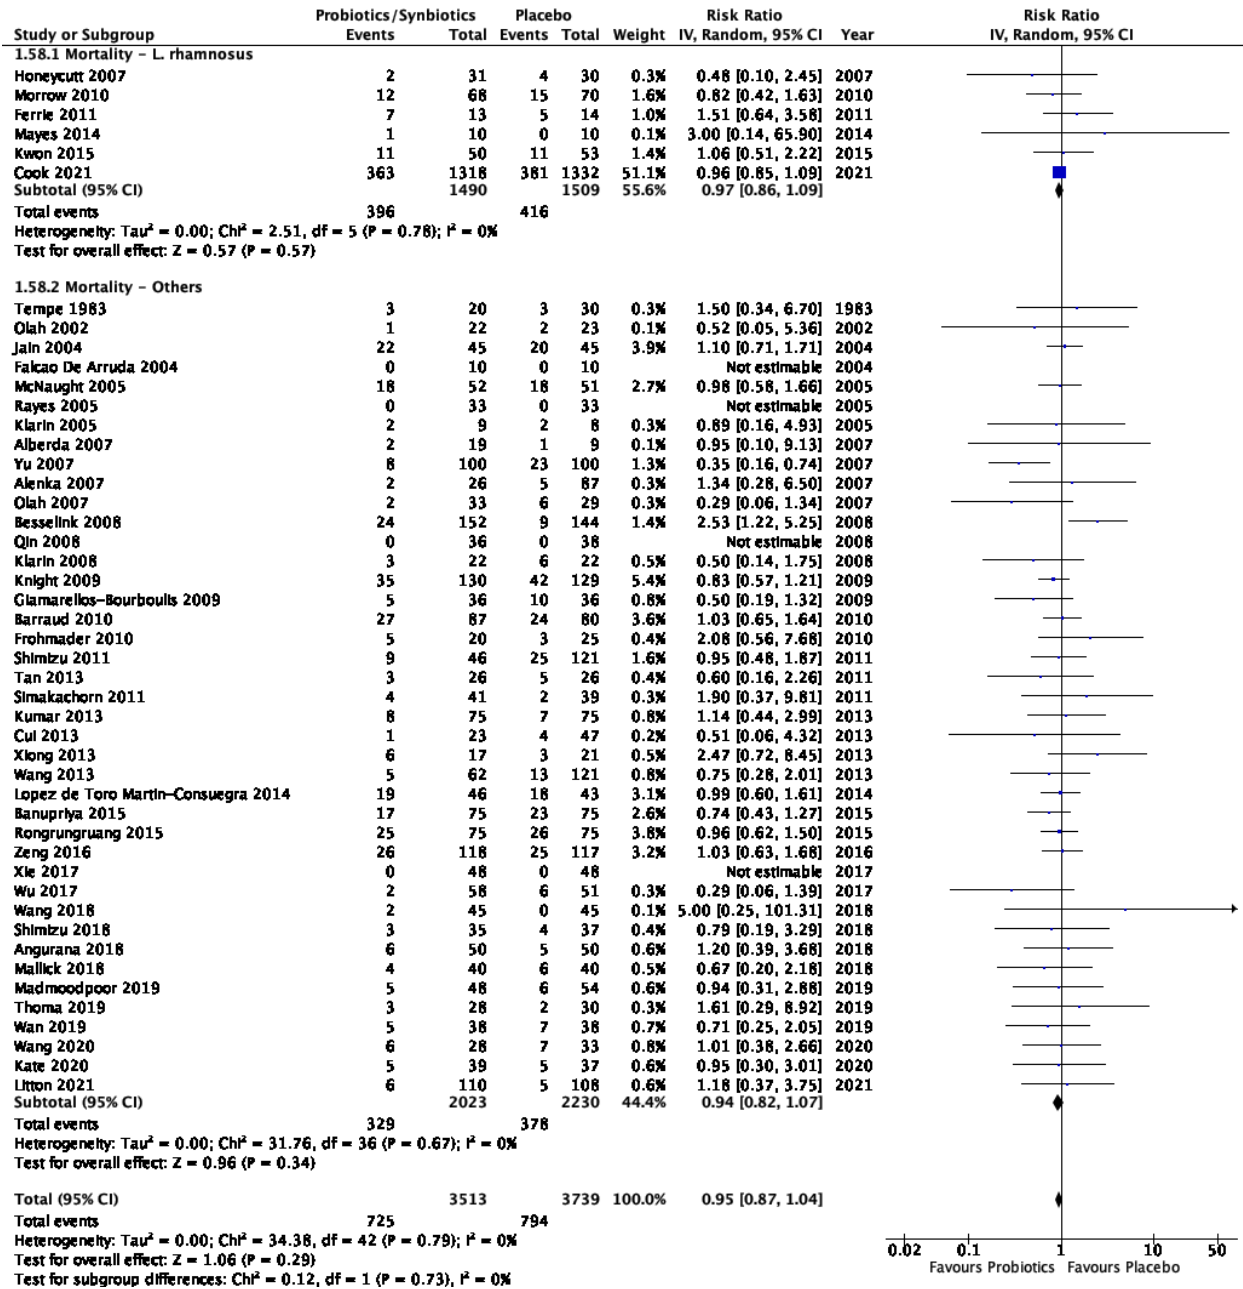 Probiotics/Synbiotics Placebo Risk Ratio Risk Ratio
Study or Subgroup Events Total Events Total Weight IV, Random, 95% CI Year IV, Random, 95% CI
1.58.1 Mortality – L. rhamnosus
Honeycutt 2007 2 31 4 30 0.3% 0.48 [0.10, 2.45] 2007
Morrow 2010 12 68 15 70 1.6% 0.82 [0.42, 1.63] 2010
Ferrie 2011 7 13 5 14 1.0% 1.51 [0.64, 3.58] 2011
Mayes 2014 1 10 0 10 0.1% 3.00 [0.14, 65.90] 2014
Kwon 2015 11 50 11 53 1.4% 1.06 [0.51, 2.22] 2015
Cook 2021 363 1318 381 1332 51.1% 0.96 [0.85, 1.09] 2021
Subtotal (95% CI) 1490 1509 55.6% 0.97 [0.86, 1.09]
Total events 396 416
Heterogeneity: Tau² = 0.00; Chi² = 2.51, df = 5 (P = 0.78); I² = 0%
Test for overall effect: Z = 0.57 (P = 0.57)
1.58.2 Mortality – Others
Tempe 1983 3 20 3 30 0.3% 1.50 [0.34, 6.70] 1983
Olah 2002 1 22 2 23 0.1% 0.52 [0.05, 5.36] 2002
Jain 2004 22 45 20 45 3.9% 1.10 [0.71, 1.71] 2004
Falcao De Arruda 2004 0 10 0 10 Not estimable 2004
McNaught 2005 18 52 18 51 2.7% 0.98 [0.58, 1.66] 2005
Rayes 2005 0 33 0 33 Not estimable 2005
Klarin 2005 2 9 2 8 0.3% 0.89 [0.16, 4.93] 2005
Alberda 2007 2 19 1 9 0.1% 0.95 [0.10, 9.13] 2007
Yu 2007 8 100 23 100 1.3% 0.35 [0.16, 0.74] 2007
Alenka 2007 2 26 5 87 0.3% 1.34 [0.28, 6.50] 2007
Olah 2007 2 33 6 29 0.3% 0.29 [0.06, 1.34] 2007
Besselink 2008 24 152 9 144 1.4% 2.53 [1.22, 5.25] 2008
Qin 2008 0 36 0 38 Not estimable 2008
Klarin 2008 3 22 6 22 0.5% 0.50 [0.14, 1.75] 2008
Knight 2009 35 130 42 129 5.4% 0.83 [0.57, 1.21] 2009
Giamarellos–Bourboulis 2009 5 36 10 36 0.8% 0.50 [0.19, 1.32] 2009
Barraud 2010 27 87 24 80 3.6% 1.03 [0.65, 1.64] 2010
Frohmader 2010 5 20 3 25 0.4% 2.08 [0.56, 7.68] 2010
Shimizu 2011 9 46 25 121 1.6% 0.95 [0.48, 1.87] 2011
Tan 2013 3 26 5 26 0.4% 0.60 [0.16, 2.26] 2011
Simakachorn 2011 4 41 2 39 0.3% 1.90 [0.37, 9.81] 2011
Kumar 2013 8 75 7 75 0.8% 1.14 [0.44, 2.99] 2013
Cui 2013 1 23 4 47 0.2% 0.51 [0.06, 4.32] 2013
Xiong 2013 6 17 3 21 0.5% 2.47 [0.72, 8.45] 2013
Wang 2013 5 62 13 121 0.8% 0.75 [0.28, 2.01] 2013
Lopez de Toro Martin–Consuegra 2014 19 46 18 43 3.1% 0.99 [0.60, 1.61] 2014
Banupriya 2015 17 75 23 75 2.6% 0.74 [0.43, 1.27] 2015
Rongrungruang 2015 25 75 26 75 3.8% 0.96 [0.62, 1.50] 2015
Zeng 2016 26 118 25 117 3.2% 1.03 [0.63, 1.68] 2016
Xie 2017 0 48 0 48 Not estimable 2017
Wu 2017 2 58 6 51 0.3% 0.29 [0.06, 1.39] 2017
Wang 2018 2 45 0 45 0.1% 5.00 [0.25, 101.31] 2018
Shimizu 2018 3 35 4 37 0.4% 0.79 [0.19, 3.29] 2018
Angurana 2018 6 50 5 50 0.6% 1.20 [0.39, 3.68] 2018
Mallick 2018 4 40 6 40 0.5% 0.67 [0.20, 2.18] 2018
Madmoodpoor 2019 5 48 6 54 0.6% 0.94 [0.31, 2.88] 2019
Thoma 2019 3 28 2 30 0.3% 1.61 [0.29, 8.92] 2019
Wan 2019 5 38 7 38 0.7% 0.71 [0.25, 2.05] 2019
Wang 2020 6 28 7 33 0.8% 1.01 [0.38, 2.66] 2020
Kate 2020 5 39 5 37 0.6% 0.95 [0.30, 3.01] 2020
Litton 2021 6 110 5 108 0.6% 1.18 [0.37, 3.75] 2021
Subtotal (95% CI) 2023 2230 44.4% 0.94 [0.82, 1.07]
Total events 329 378
Heterogeneity: Tau² = 0.00; Chi² = 31.76, df = 36 (P = 0.67); I² = 0%
Test for overall effect: Z = 0.96 (P = 0.34)
Total (95% CI) 3513 3739 100.0% 0.95 [0.87, 1.04]
Total events 725 794
Heterogeneity: Tau² = 0.00; Chi² = 34.38, df = 42 (P = 0.79); I² = 0%
Test for overall effect: Z = 1.06 (P = 0.29)
Test for subgroup differences: Chi² = 0.12, df = 1 (P = 0.73), I² = 0%
0.02 0.1 1 10 50
Favours Probiotics Favours Placebo